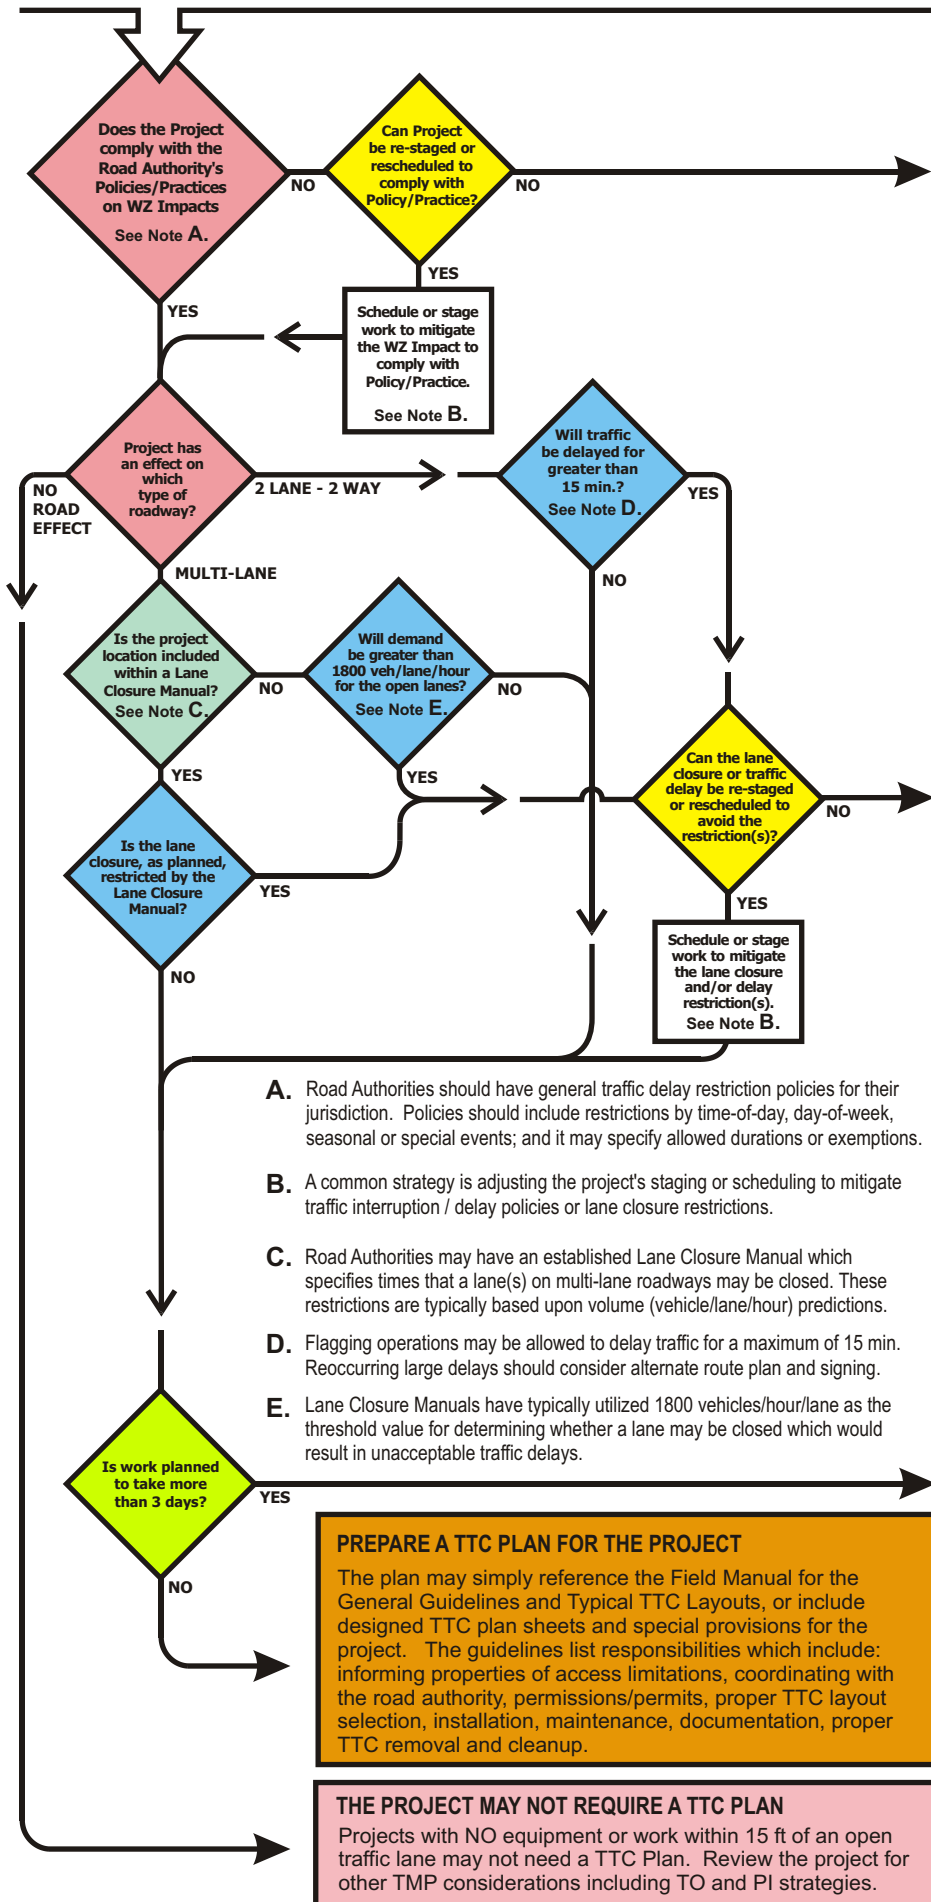 Does the Project
comply with the
Road Authority's
Policies/Practices
on WZ Impacts
See Note A.
NO
Can Project
be re-staged or
rescheduled to
comply with
Policy/Practice?
NO
YES
YES
Schedule or stage
work to mitigate
the WZ Impact to
comply with
Policy/Practice.
See Note B.
Project has
an effect on
which
type of
roadway?
NO
ROAD
EFFECT
2 LANE - 2 WAY
Will traffic
be delayed for
greater than
15 min.?
See Note D.
YES
NO
MULTI-LANE
Is the project
location included
within a Lane
Closure Manual?
See Note C.
NO
Will demand
be greater than
1800 veh/lane/hour
for the open lanes?
See Note E.
NO
YES
YES
Can the lane
closure or traffic
delay be re-staged
or rescheduled to
avoid the
restriction(s)?
NO
YES
Is the lane
closure, as planned,
restricted by the
Lane Closure
Manual?
YES
NO
Schedule or stage
work to mitigate
the lane closure
and/or delay
restriction(s).
See Note B.
A. Road Authorities should have general traffic delay restriction policies for their
jurisdiction. Policies should include restrictions by time-of-day, day-of-week,
seasonal or special events; and it may specify allowed durations or exemptions.
B. A common strategy is adjusting the project's staging or scheduling to mitigate
traffic interruption / delay policies or lane closure restrictions.
C. Road Authorities may have an established Lane Closure Manual which
specifies times that a lane(s) on multi-lane roadways may be closed. These
restrictions are typically based upon volume (vehicle/lane/hour) predictions.
D. Flagging operations may be allowed to delay traffic for a maximum of 15 min.
Reoccurring large delays should consider alternate route plan and signing.
E. Lane Closure Manuals have typically utilized 1800 vehicles/hour/lane as the
threshold value for determining whether a lane may be closed which would
result in unacceptable traffic delays.
Is work planned
to take more
than 3 days?
YES
NO
PREPARE A TTC PLAN FOR THE PROJECT
The plan may simply reference the Field Manual for the
General Guidelines and Typical TTC Layouts, or include
designed TTC plan sheets and special provisions for the
project. The guidelines list responsibilities which include:
informing properties of access limitations, coordinating with
the road authority, permissions/permits, proper TTC layout
selection, installation, maintenance, documentation, proper
TTC removal and cleanup.
THE PROJECT MAY NOT REQUIRE A TTC PLAN
Projects with NO equipment or work within 15 ft of an open
traffic lane may not need a TTC Plan. Review the project for
other TMP considerations including TO and PI strategies.